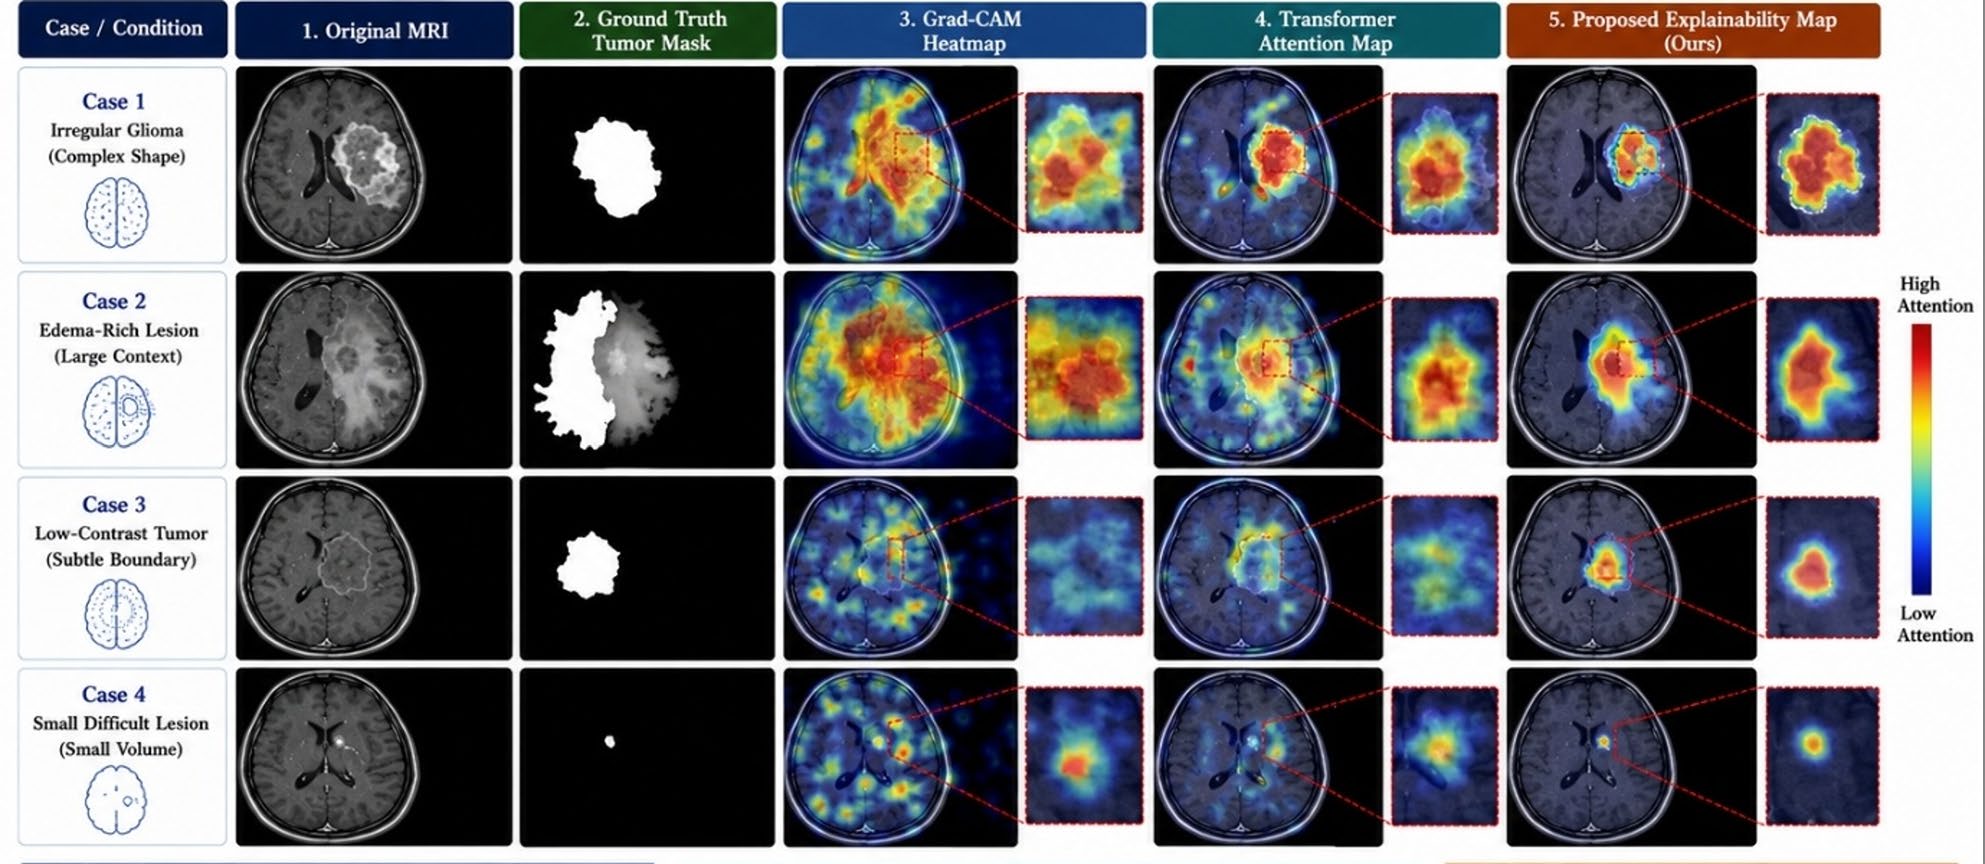 Case / Condition
1. Original MRI
2. Ground Truth
Tumor Mask
3. Grad-CAM
Heatmap
4. Transformer
Attention Map
5. Proposed Explainability Map
(Ours)
Case 1
Irregular Glioma
(Complex Shape)
Case 2
Edema-Rich Lesion
(Large Context)
Case 3
Low-Contrast Tumor
(Subtle Boundary)
Case 4
Small Difficult Lesion
(Small Volume)
High
Attention
Low
Attention